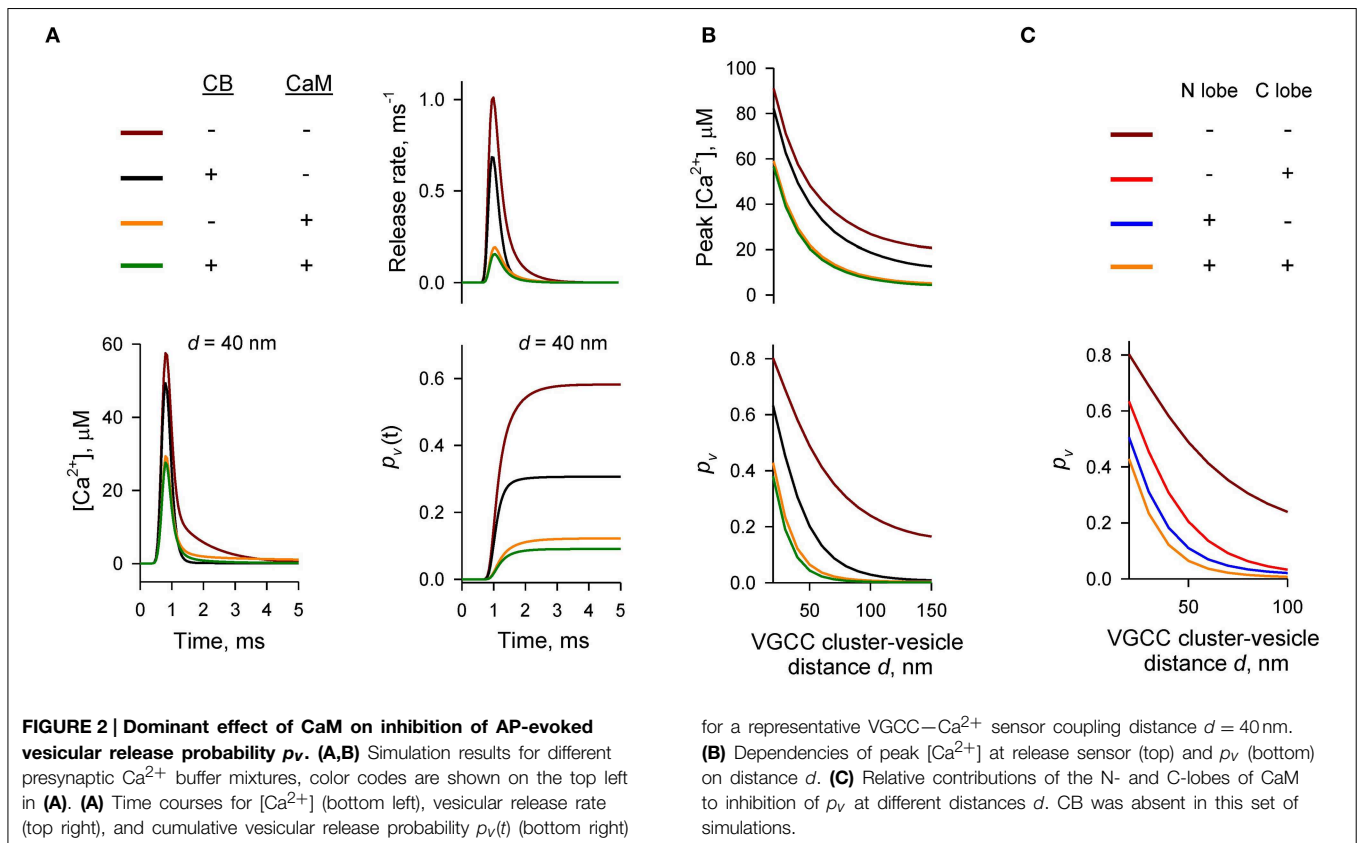 A
CB CaM
- -
+ -
- +
+ +
Release rate, ms-1
1.0
0.5
0.0
[Ca2+], μM
60
30
0
d = 40 nm
0 1 2 3 4 5
Time, ms
pv(t)
0.6
0.4
0.2
0.0
d = 40 nm
0 1 2 3 4 5
Time, ms
B
Peak [Ca2+], μM
100
80
60
40
20
0
pv
0.8
0.6
0.4
0.2
0.0
50 100 150
VGCC cluster-vesicle
distance d, nm
C
N lobe C lobe
- -
- +
+ -
+ +
pv
0.8
0.4
0.0
50 100
VGCC cluster-vesicle
distance d, nm
FIGURE 2 | Dominant effect of CaM on inhibition of AP-evoked
vesicular release probability pv. (A,B) Simulation results for different
presynaptic Ca2+ buffer mixtures, color codes are shown on the top left
in (A). (A) Time courses for [Ca2+] (bottom left), vesicular release rate
(top right), and cumulative vesicular release probability pv(t) (bottom right)
for a representative VGCC–Ca2+ sensor coupling distance d = 40 nm.
(B) Dependencies of peak [Ca2+] at release sensor (top) and pv (bottom)
on distance d. (C) Relative contributions of the N- and C-lobes of CaM
to inhibition of pv at different distances d. CB was absent in this set of
simulations.